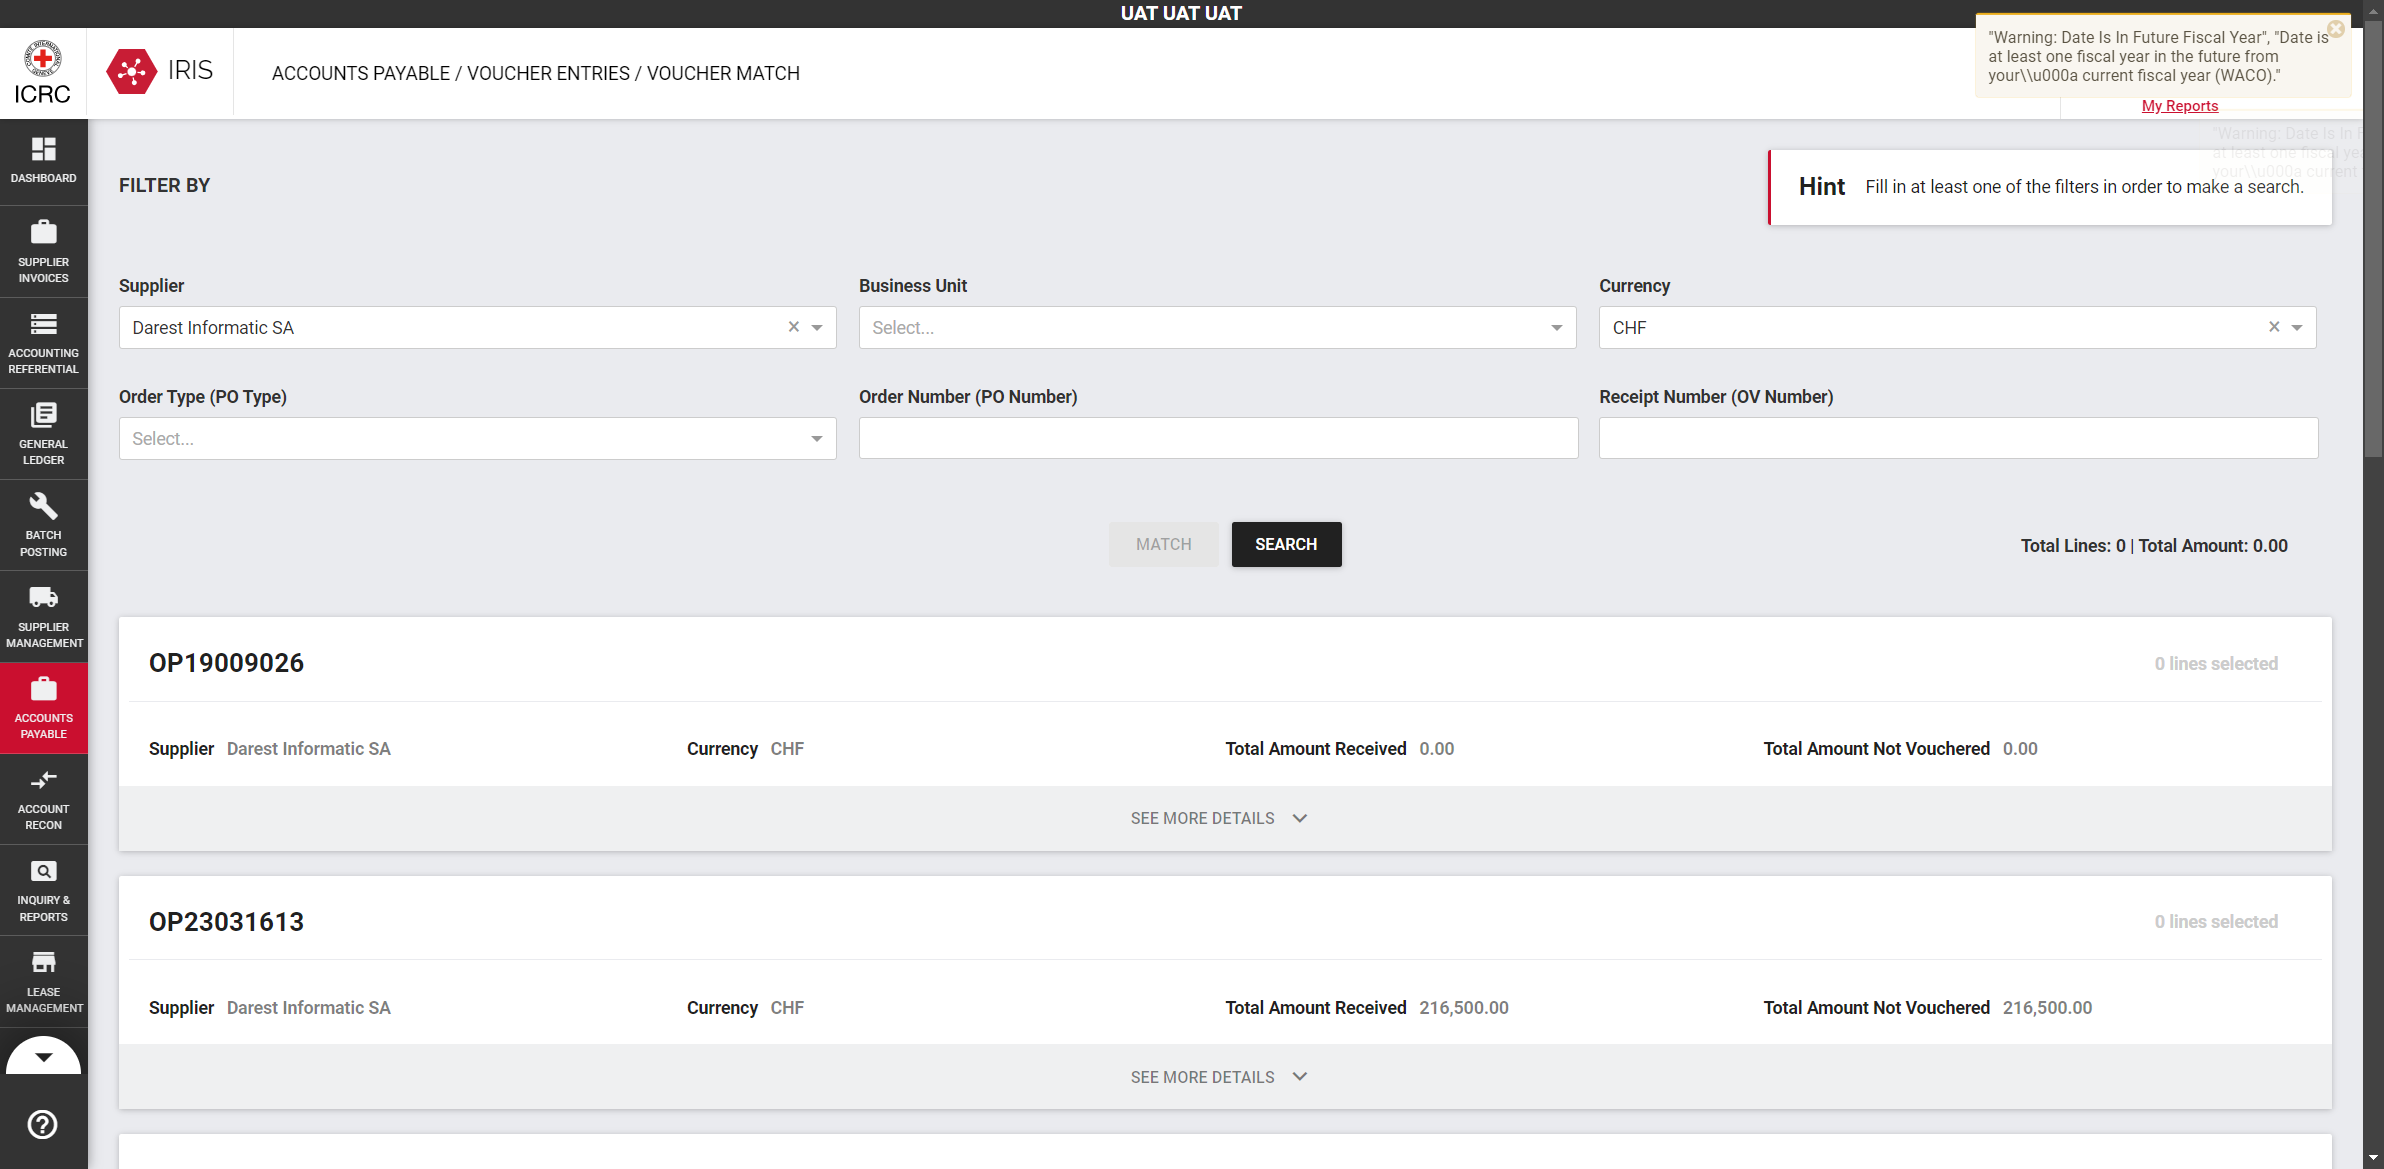 UAT UAT UAT
ICRC
IRIS
ACCOUNTS PAYABLE / VOUCHER ENTRIES / VOUCHER MATCH
"Warning: Date Is In Future Fiscal Year", "Date is
at least one fiscal year in the future from
your\\u000a current fiscal year (WACO)."
My Reports
"Warning: Date Is In F
at least one fiscal yea
your\\u000a current
DASHBOARD
SUPPLIER
INVOICES
ACCOUNTING
REFERENTIAL
GENERAL
LEDGER
BATCH
POSTING
SUPPLIER
MANAGEMENT
ACCOUNTS
PAYABLE
ACCOUNT
RECON
INQUIRY &
REPORTS
LEASE
MANAGEMENT
FILTER BY
Hint Fill in at least one of the filters in order to make a search.
Supplier
Business Unit
Currency
Darest Informatic SA
Select...
CHF
Order Type (PO Type)
Order Number (PO Number)
Receipt Number (OV Number)
Select...
MATCH
SEARCH
Total Lines: 0 | Total Amount: 0.00
OP19009026
0 lines selected
Supplier Darest Informatic SA
Currency CHF
Total Amount Received 0.00
Total Amount Not Vouchered 0.00
SEE MORE DETAILS
OP23031613
0 lines selected
Supplier Darest Informatic SA
Currency CHF
Total Amount Received 216,500.00
Total Amount Not Vouchered 216,500.00
SEE MORE DETAILS